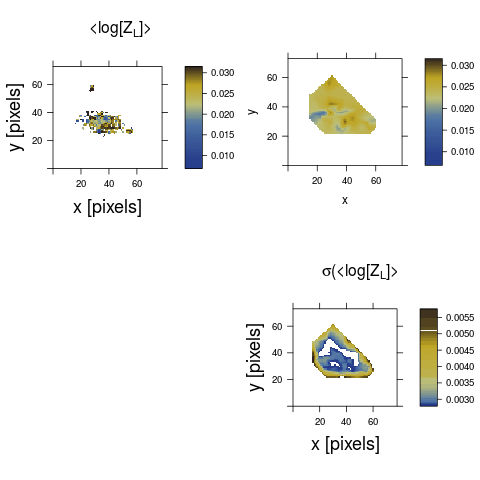 <log[Z_L]>
60
40
20
20 40 60
x [pixels]
y [pixels]
0.030
0.025
0.020
0.015
0.010
60
40
20
20 40 60
x
y
0.030
0.025
0.020
0.015
0.010
σ(<log[Z_L]>
60
40
20
20 40 60
x [pixels]
y [pixels]
0.0055
0.0050
0.0045
0.0040
0.0035
0.0030